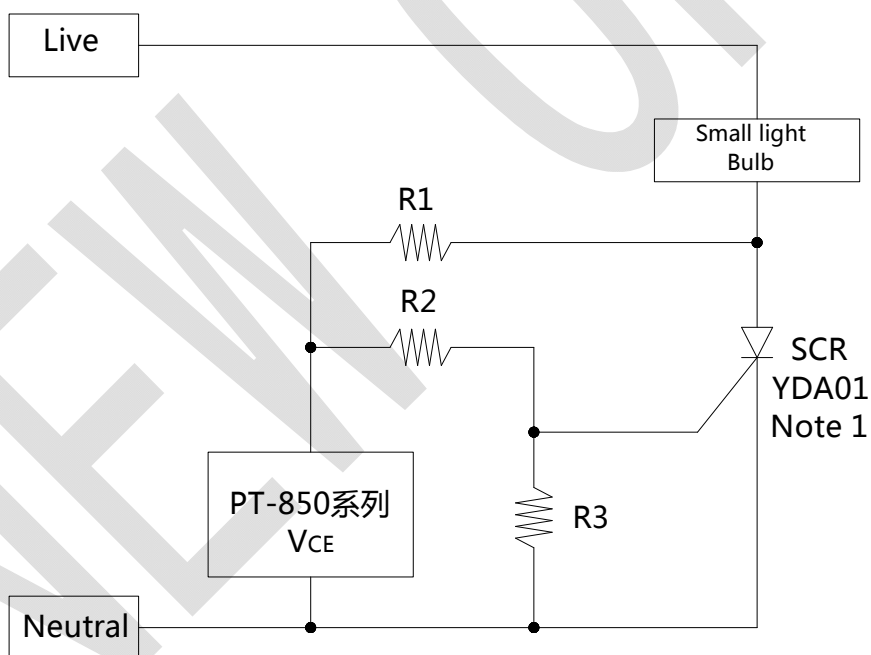 Live
Small light
Bulb
R1
R2
SCR
YDA01
Note 1
PT-850系列
VCE
R3
Neutral